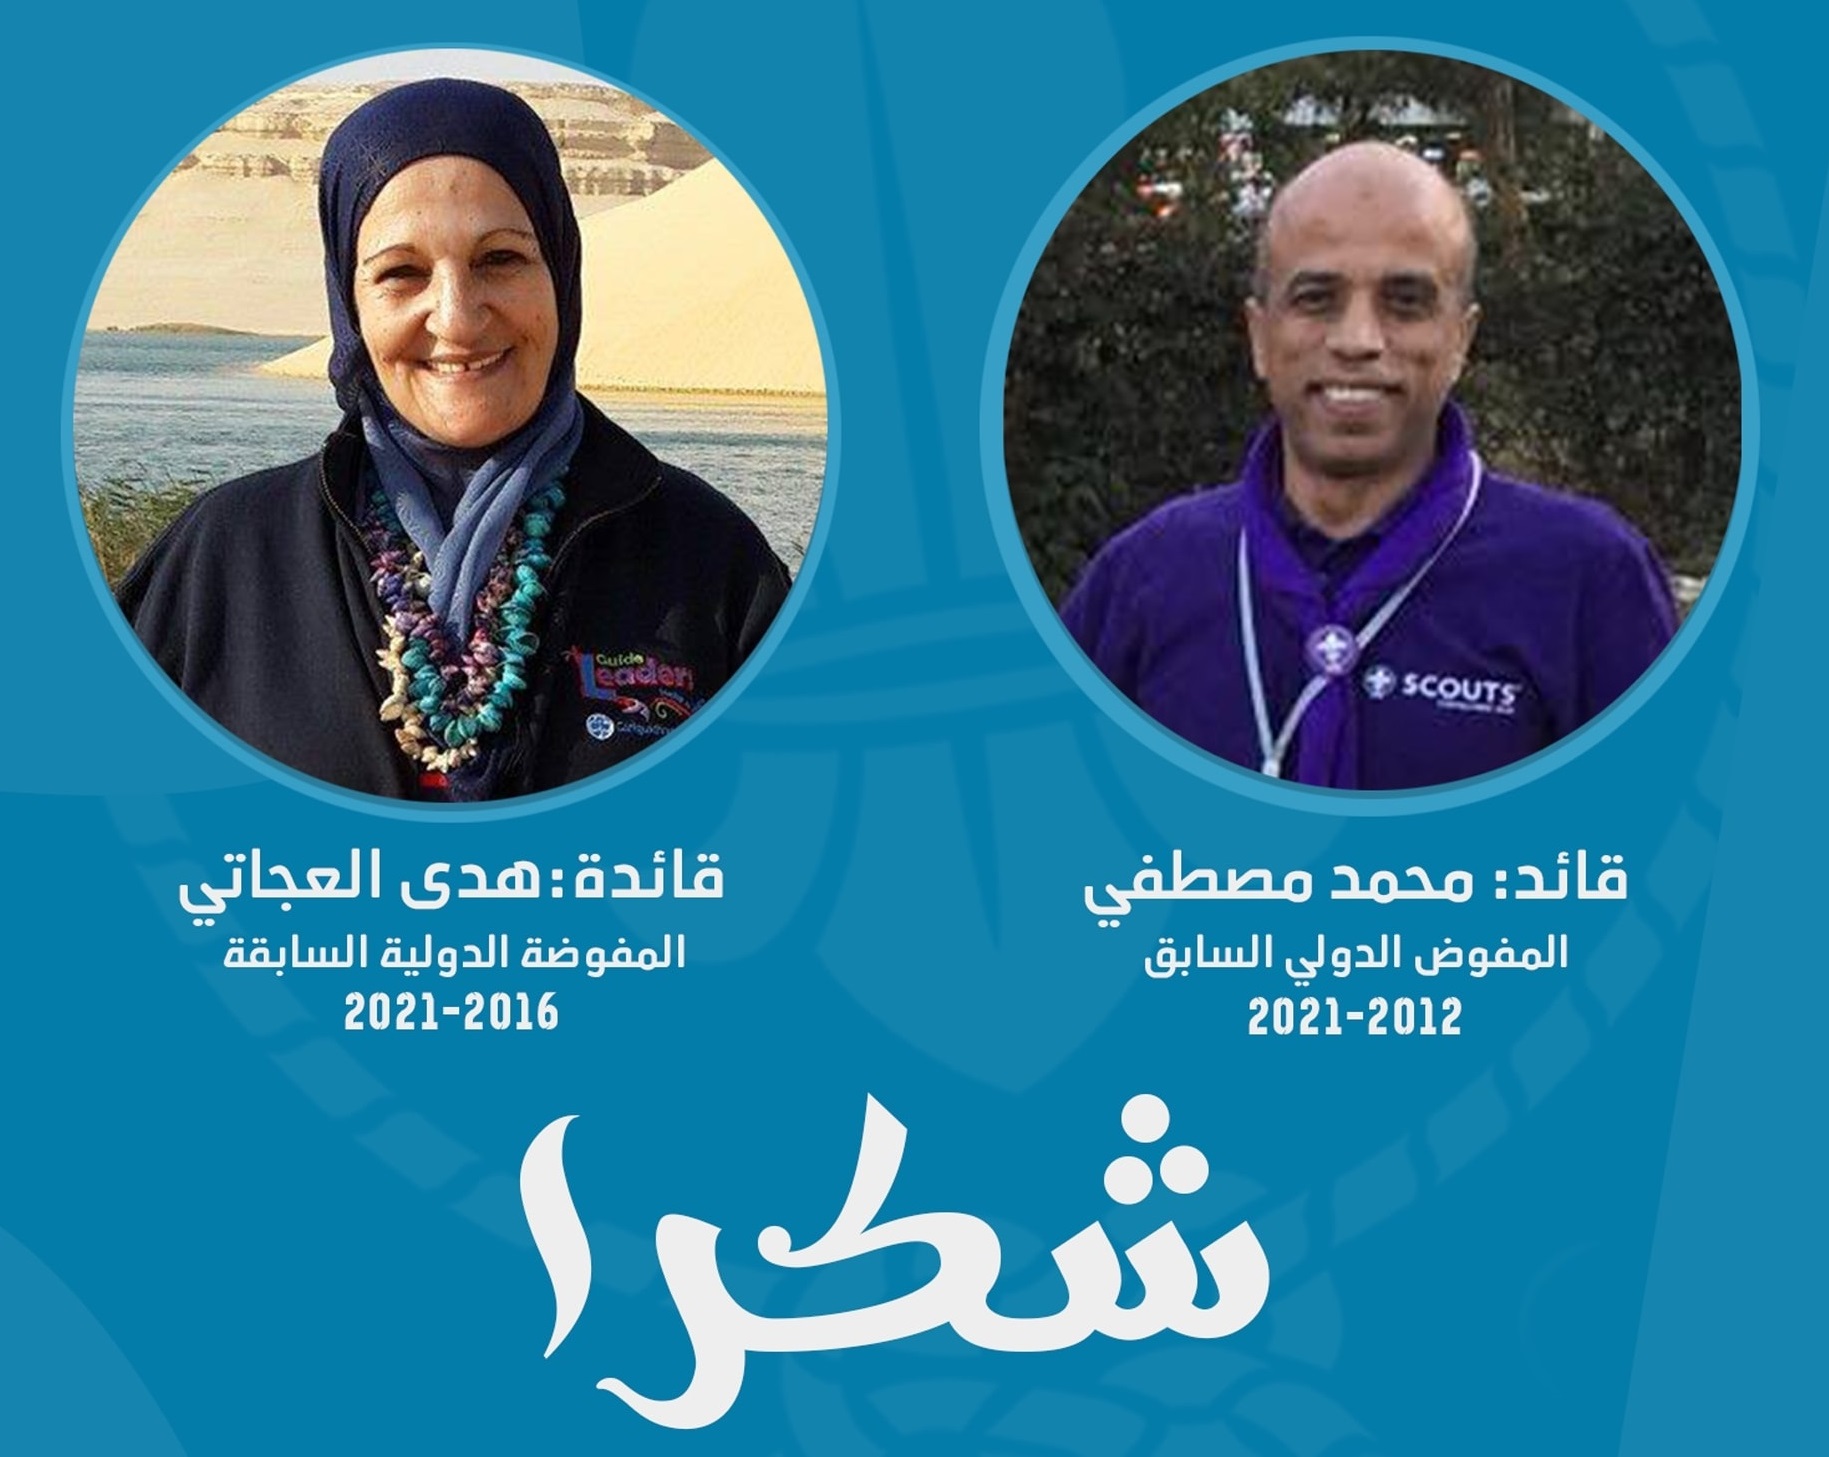 Guide
Leaders
SCOUTS
قائد: محمد مصطفي
المفوض الدولي السابق
2021-2012
قائدة:هدى العجاتي
المفوضة الدولية السابقة
2021-2016
شكرا